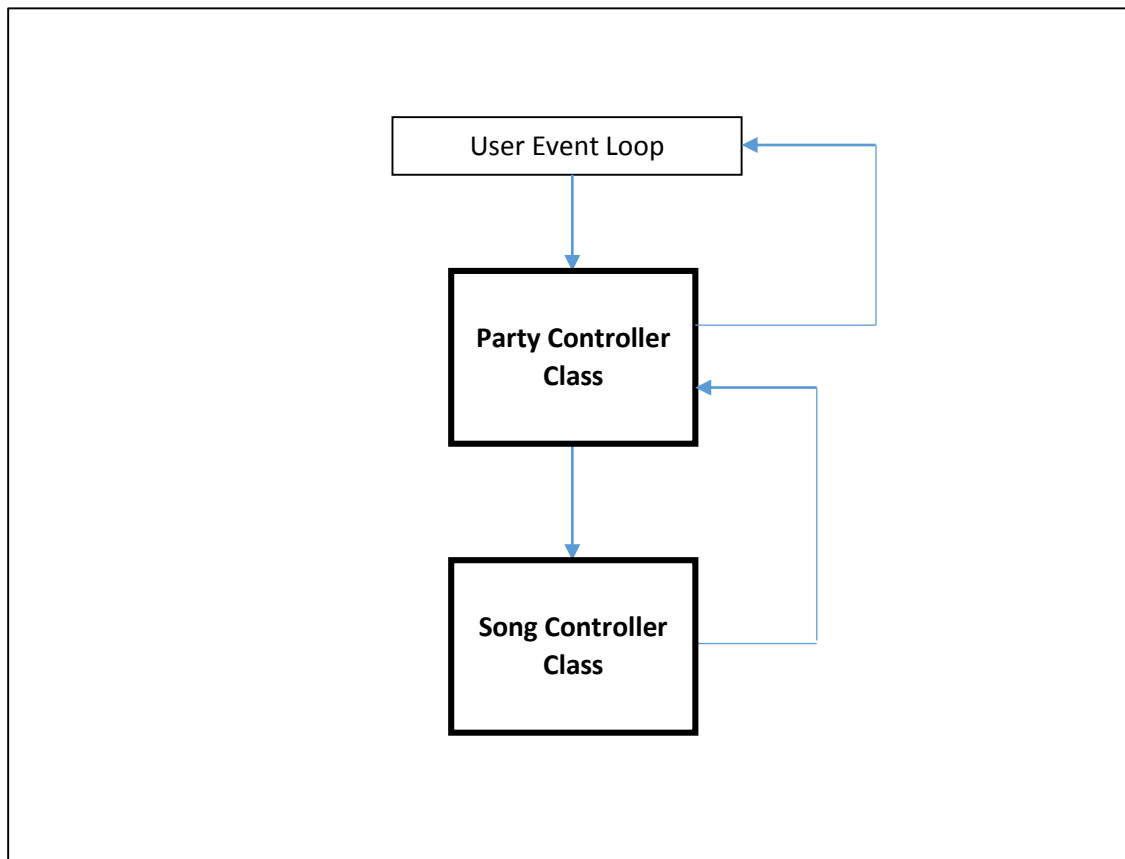 User Event Loop
Party Controller
Class
Song Controller
Class